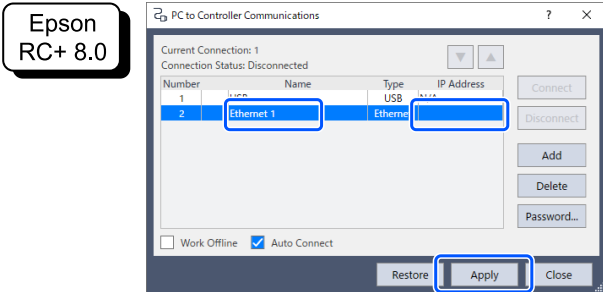 Epson
RC+ 8.0
PC to Controller Communications
Current Connection: 1
Connection Status: Disconnected
Number Name Type IP Address
1 USB USB N/A
2 Ethernet 1 Etherne
Connect
Disconnect
Add
Delete
Password...
Work Offline Auto Connect
Restore Apply Close